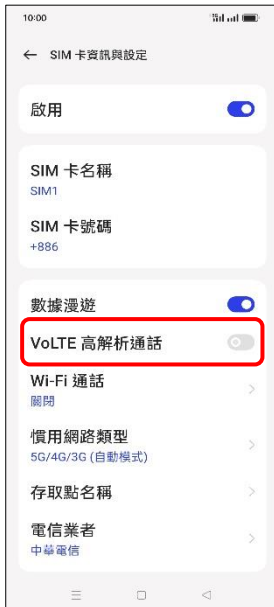 10:00
SIM 卡資訊與設定
啟用
SIM 卡名稱
SIM1
SIM 卡號碼
+886
數據漫遊
VoLTE 高解析通話
Wi-Fi 通話
關閉
慣用網路類型
5G/4G/3G (自動模式)
存取點名稱
電信業者
中華電信